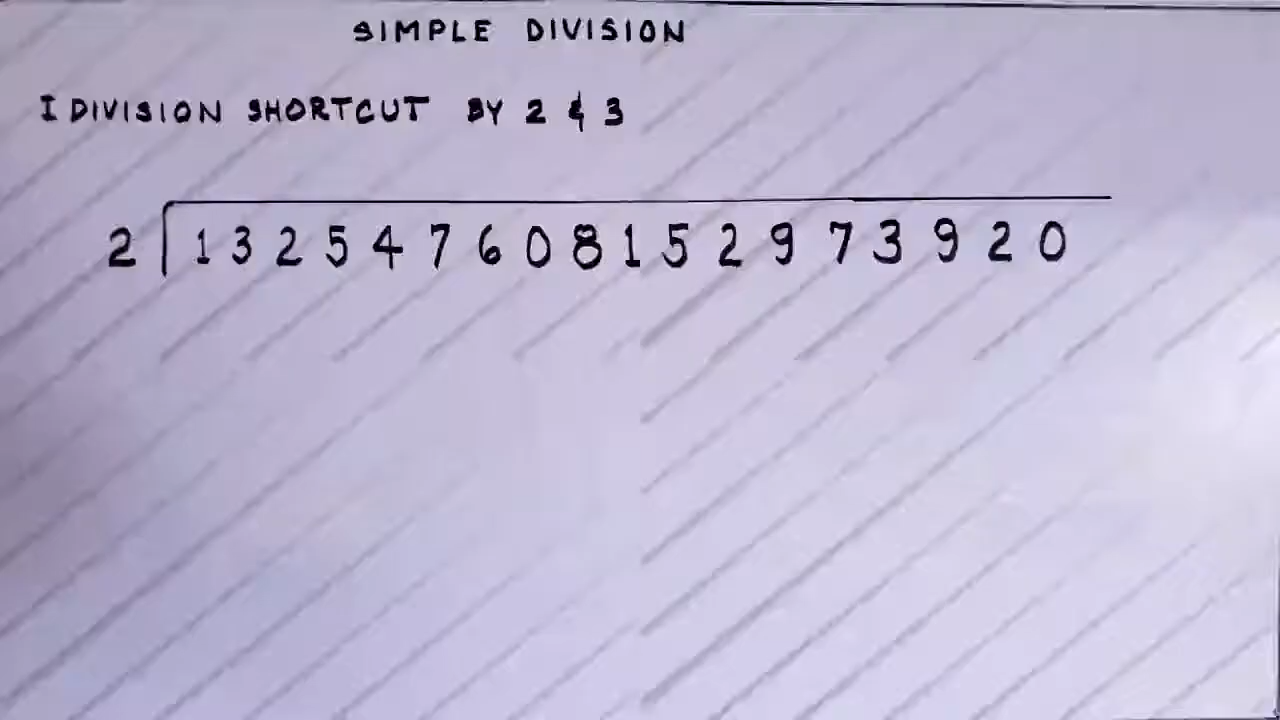 SIMPLE DIVISION
I DIVISION SHORTCUT BY 2 & 3
2 1 3 2 5 4 7 6 0 8 1 5 2 9 7 3 9 2 0